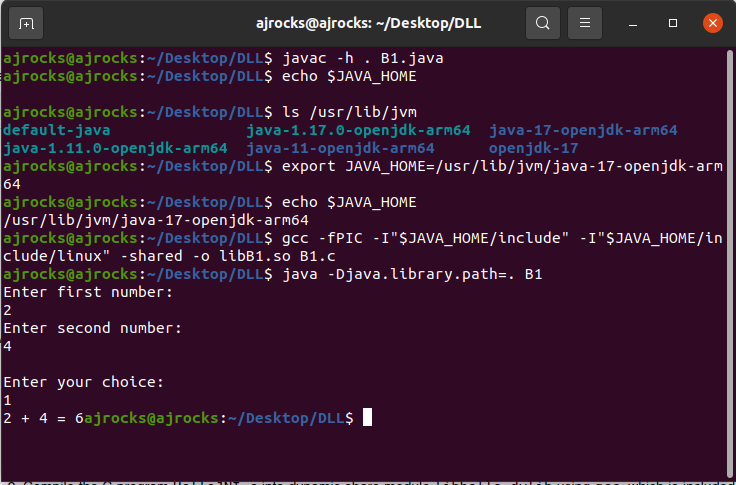 ajrocks@ajrocks: ~/Desktop/DLL
ajrocks@ajrocks:~/Desktop/DLL$ javac -h . B1.java
ajrocks@ajrocks:~/Desktop/DLL$ echo $JAVA_HOME

ajrocks@ajrocks:~/Desktop/DLL$ ls /usr/lib/jvm
default-java java-1.17.0-openjdk-arm64 java-17-openjdk-arm64
java-1.11.0-openjdk-arm64 java-11-openjdk-arm64 openjdk-17
ajrocks@ajrocks:~/Desktop/DLL$ export JAVA_HOME=/usr/lib/jvm/java-17-openjdk-arm
64
ajrocks@ajrocks:~/Desktop/DLL$ echo $JAVA_HOME
/usr/lib/jvm/java-17-openjdk-arm64
ajrocks@ajrocks:~/Desktop/DLL$ gcc -fPIC -I"$JAVA_HOME/include" -I"$JAVA_HOME/in
clude/linux" -shared -o libB1.so B1.c
ajrocks@ajrocks:~/Desktop/DLL$ java -Djava.library.path=. B1
Enter first number:
2
Enter second number:
4

Enter your choice:
1
2 + 4 = 6ajrocks@ajrocks:~/Desktop/DLL$